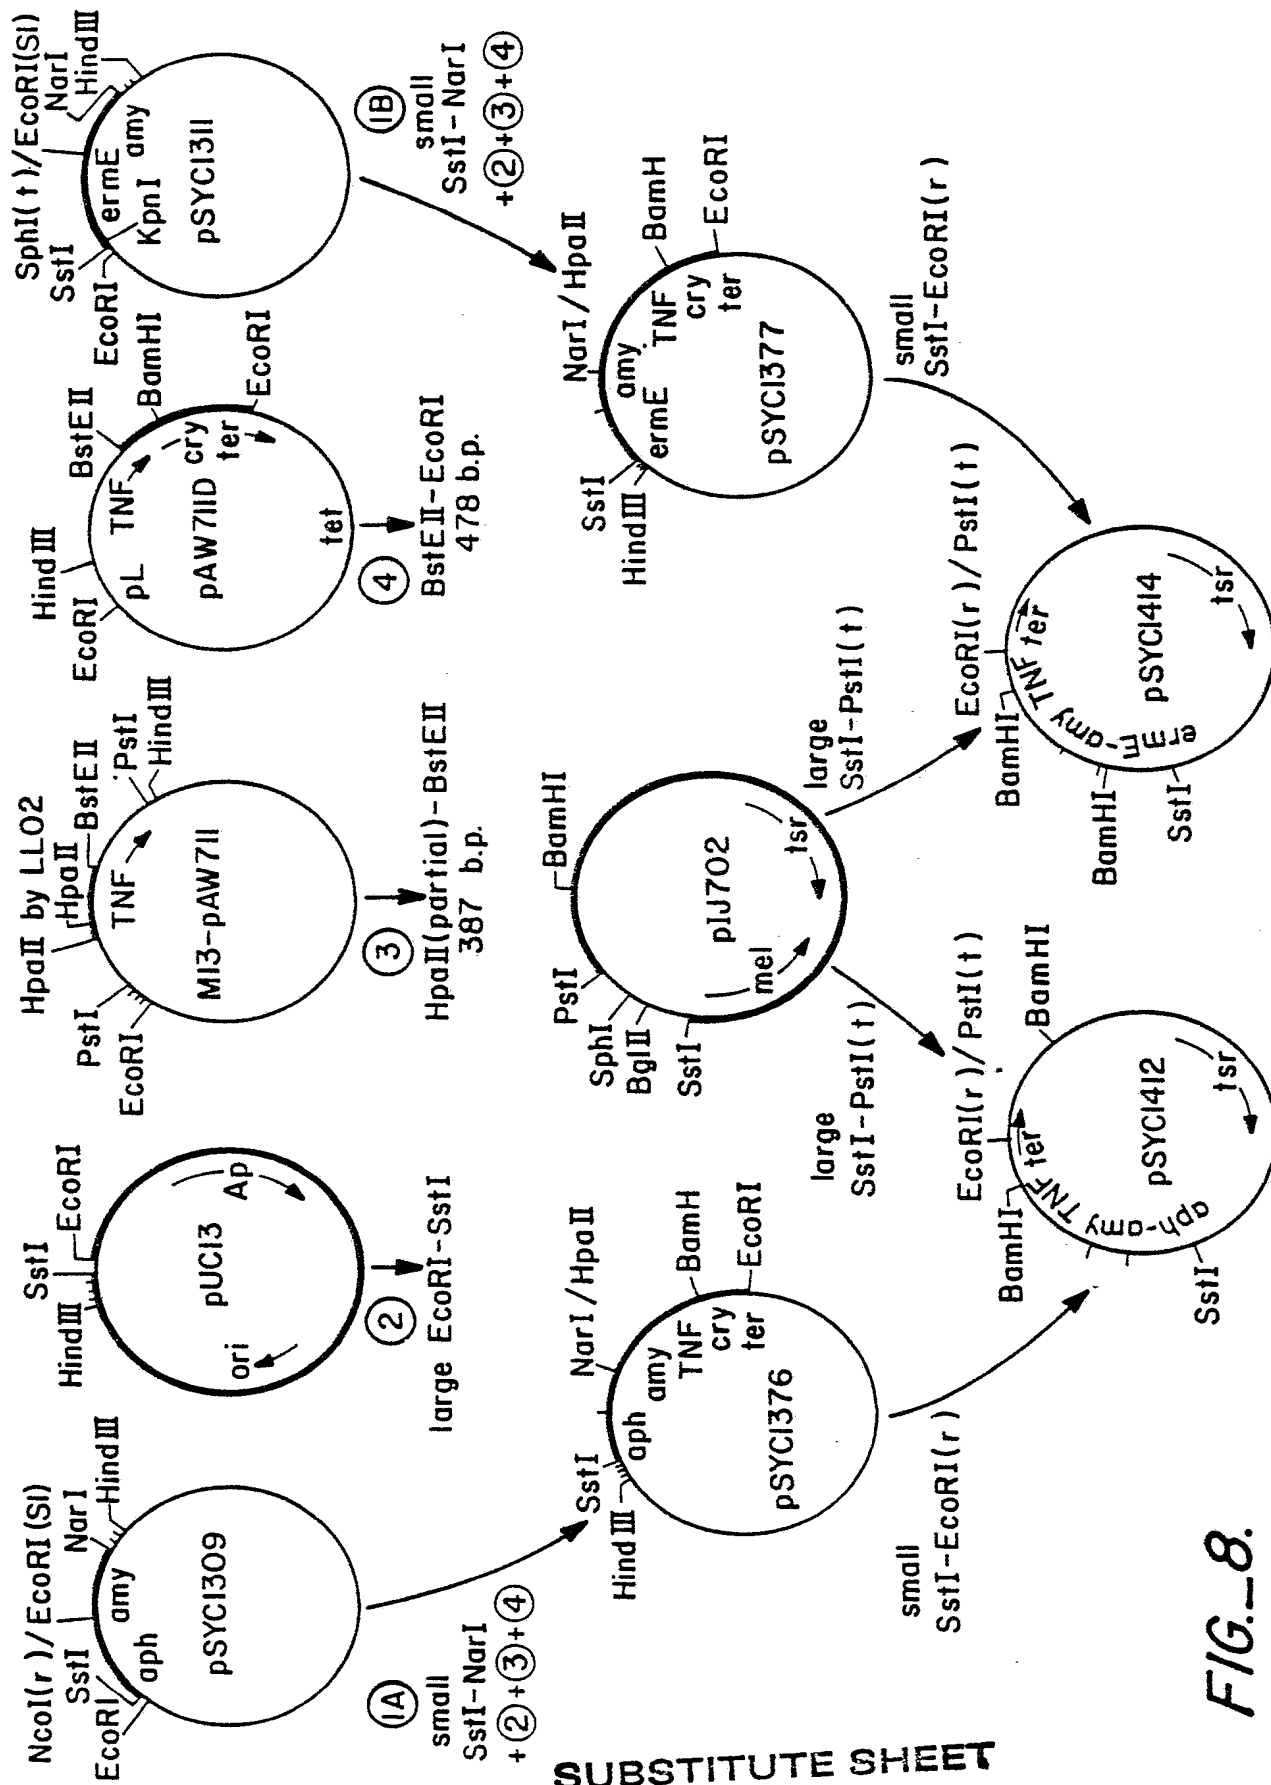 NcoI(r)/EcoRI(SI)
SstI
EcoRI
NarI
HindIII
aph
amy
pSYC1309
1A
small
SstI-NarI
+2+3+4
SstI
HindIII
EcoRI
ori
Ap
pUC13
2
large EcoRI-SstI
HpaII by LLO2
HpaII
BstEII
PstI
EcoRI
PstI
HindIII
TNF
M13-pAW711
3
HpaII(partial)-BstEII
387 b.p.
HindIII
EcoRI
BstEII
BamHI
EcoRI
pL
TNF
cry
ter
pAW711D
tet
4
BstEII-EcoRI
478 b.p.
SphI(t)/EcoRI(SI)
SstI
EcoRI
NarI
HindIII
ermE
KpnI
amy
pSYC1311
1B
small
SstI-NarI
+2+3+4
NarI/HpaII
SstI
HindIII
BamH
EcoRI
aph
amy
TNF
cry
ter
pSYC1376
small
SstI-EcoRI(r)
PstI
SphI
BglII
SstI
BamHI
mel
tsr
pIJ702
large
SstI-PstI(t)
large
SstI-PstI(t)
NarI/HpaII
SstI
HindIII
BamH
EcoRI
ermE
amy
TNF
cry
ter
pSYC1377
small
SstI-EcoRI(r)
EcoRI(r)/PstI(t)
BamHI
BamHI
SstI
aph-amy TNF ter
pSYC1412
tsr
EcoRI(r)/PstI(t)
BamHI
BamHI
SstI
ermE-amy TNF ter
pSYC1414
tsr
FIG._8.
SUBSTITUTE SHEET